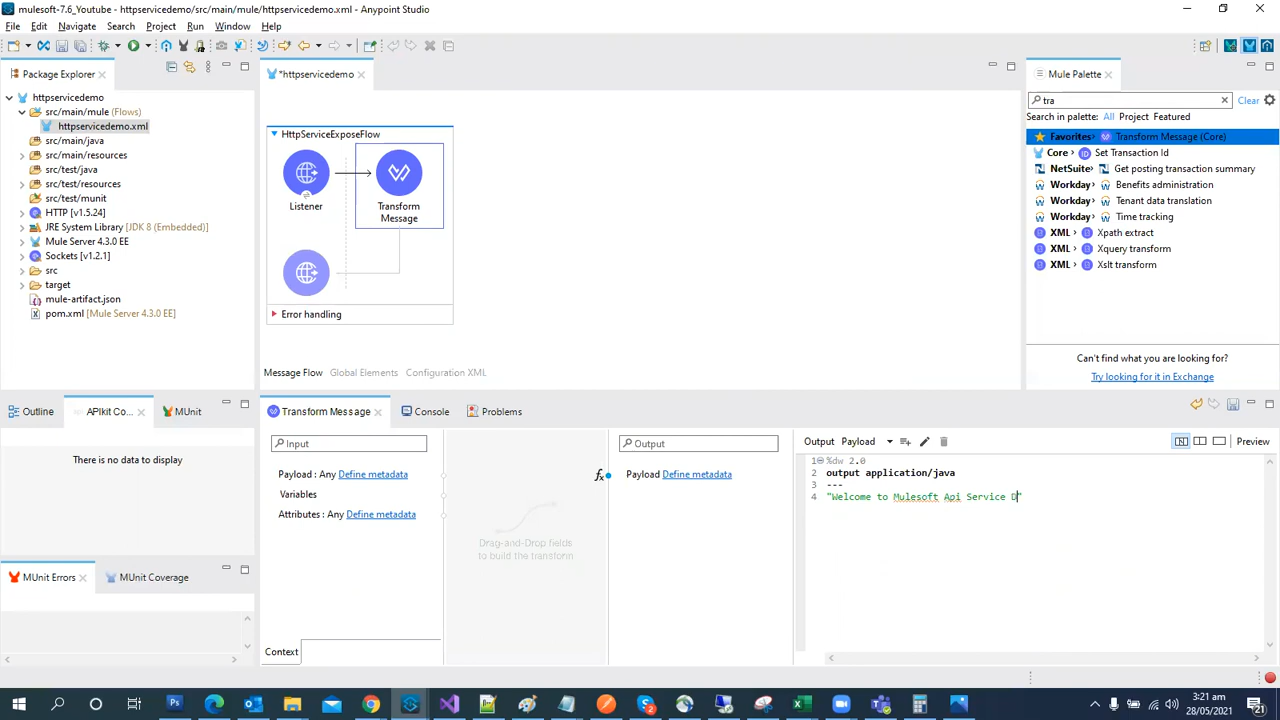 mulesoft-7.6_Youtube - httpservicedemo/src/main/mule/httpservicedemo.xml - Anypoint Studio
File Edit Navigate Search Project Run Window Help
Package Explorer
httpservicedemo
src/main/mule (Flows)
httpservicedemo.xml
src/main/java
src/main/resources
src/test/java
src/test/resources
src/test/munit
HTTP [v1.5.24]
JRE System Library [JDK 8 (Embedded)]
Mule Server 4.3.0 EE
Sockets [v1.2.1]
src
target
mule-artifact.json
pom.xml [Mule Server 4.3.0 EE]
*httpservicedemo
HttpServiceExposeFlow
Listener
Transform
Message
Error handling
Message Flow Global Elements Configuration XML
Mule Palette
tra
Clear
Search in palette: All Project Featured
Favorites> Transform Message (Core)
Core > Set Transaction Id
NetSuite> Get posting transaction summary
Workday> Benefits administration
Workday> Tenant data translation
Workday> Time tracking
XML > Xpath extract
XML > Xquery transform
XML > Xslt transform
Can't find what you are looking for?
Try looking for it in Exchange
Outline APIkit Co... MUnit
There is no data to display
MUnit Errors MUnit Coverage
Transform Message Console Problems
Input
Payload : Any Define metadata
Variables
Attributes : Any Define metadata
Context
fx
Drag-and-Drop fields
to build the transform
Output
Payload Define metadata
Output Payload Preview
1 %dw 2.0
2 output application/java
3 ---
4 "Welcome to Mulesoft Api Service D"
3:21 am
28/05/2021
21